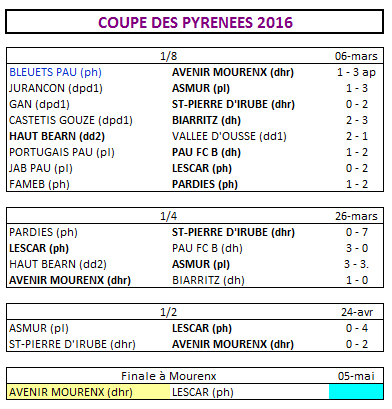 COUPE DES PYRENEES 2016
1/8 06-mars
BLEUETS PAU (ph) AVENIR MOURENX (dhr) 1 - 3 ap
JURANCON (dpd1) ASMUR (pl) 1 - 3
GAN (dpd1) ST-PIERRE D'IRUBE (dhr) 0 - 2
CASTETIS GOUZE (dpd1) BIARRITZ (dh) 2 - 3
HAUT BEARN (dd2) VALLEE D'OUSSE (dd1) 2 - 1
PORTUGAIS PAU (pl) PAU FC B (dh) 1 - 2
JAB PAU (pl) LESCAR (ph) 0 - 2
FAMEB (ph) PARDIES (ph) 1 - 2
1/4 26-mars
PARDIES (ph) ST-PIERRE D'IRUBE (dhr) 0 - 7
LESCAR (ph) PAU FC B (dh) 3 - 0
HAUT BEARN (dd2) ASMUR (pl) 3 - 3.
AVENIR MOURENX (dhr) BIARRITZ (dh) 1 - 0
1/2 24-avr
ASMUR (pl) LESCAR (ph) 0 - 4
ST-PIERRE D'IRUBE (dhr) AVENIR MOURENX (dhr) 0 - 2
Finale à Mourenx 05-mai
AVENIR MOURENX (dhr) LESCAR (ph)